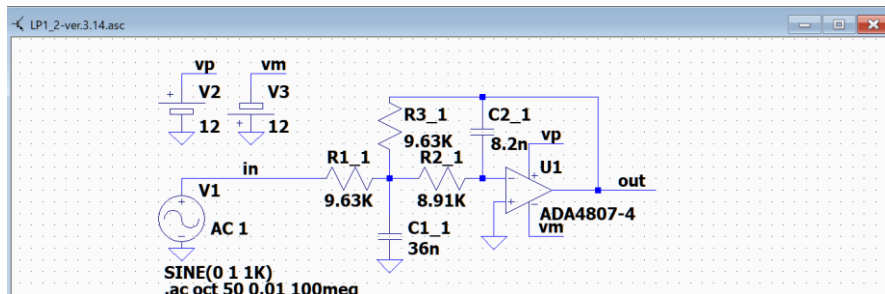 LP1_2-ver.3.14.asc
vp
vm
V2
V3
12
12
R3_1
9.63K
C2_1
8.2n
vp
in
R1_1
9.63K
R2_1
8.91K
U1
out
V1
AC 1
C1_1
36n
ADA4807-4
vm
SINE(0 1 1K)
.ac oct 50 0.01 100meg